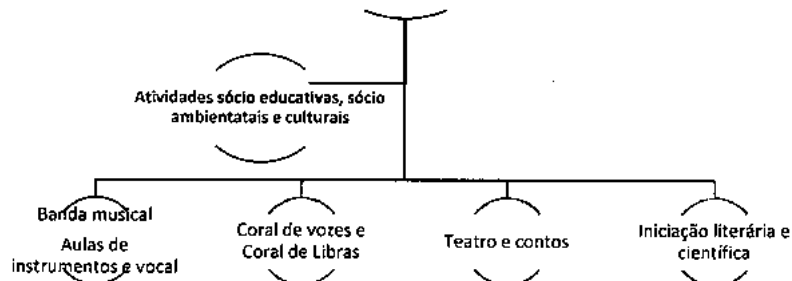 Atividades sócio educativas, sócio
ambientatais e culturais
Banda musical
Aulas de
instrumentos e vocal
Coral de vozes e
Coral de Libras
Teatro e contos
Iniciação literária e
científica